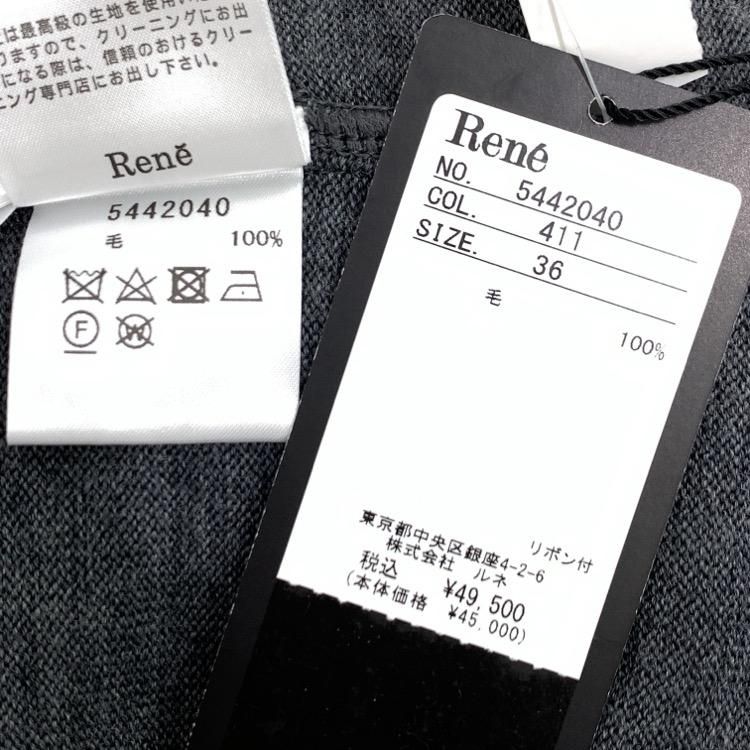 は最高級の生地を使用いた
りますので、クリーニングにお出
になる際は、信頼のおけるクリー
ニング専門店にお出し下さい。
René
5442040
毛 100%
F
W
René
NO. 5442040
COL. 411
SIZE. 36
毛
100%
リボン付
東京都中央区銀座4-2-6
株式会社 ルネ
税込 ¥49,500
(本体価格 ¥45,000)